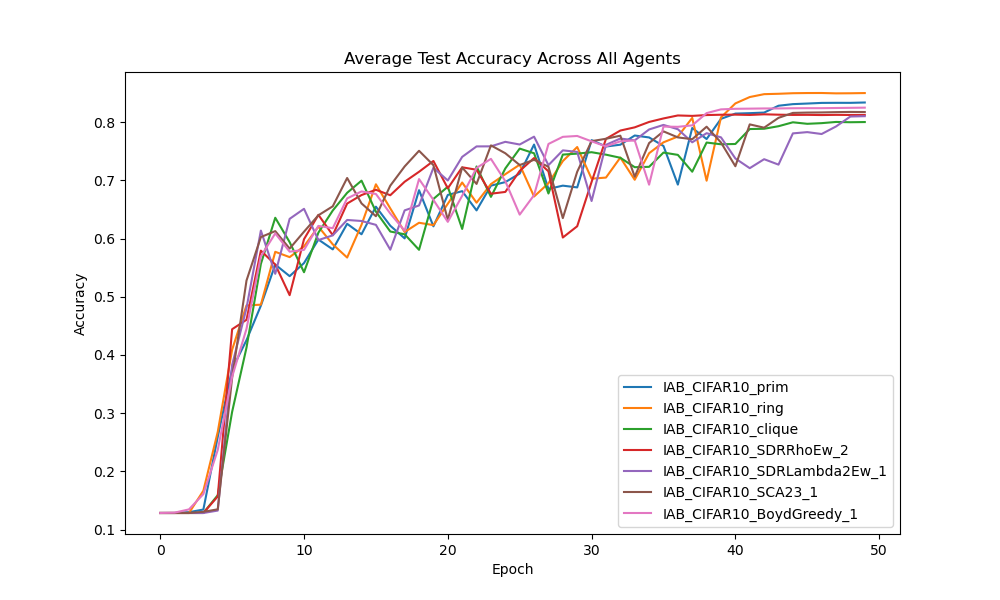 Average Test Accuracy Across All Agents
Accuracy
0.8
0.7
0.6
0.5
0.4
0.3
0.2
0.1
IAB_CIFAR10_prim
IAB_CIFAR10_ring
IAB_CIFAR10_clique
IAB_CIFAR10_SDRRhoEw_2
IAB_CIFAR10_SDRLambda2Ew_1
IAB_CIFAR10_SCA23_1
IAB_CIFAR10_BoydGreedy_1
0 10 20 30 40 50
Epoch